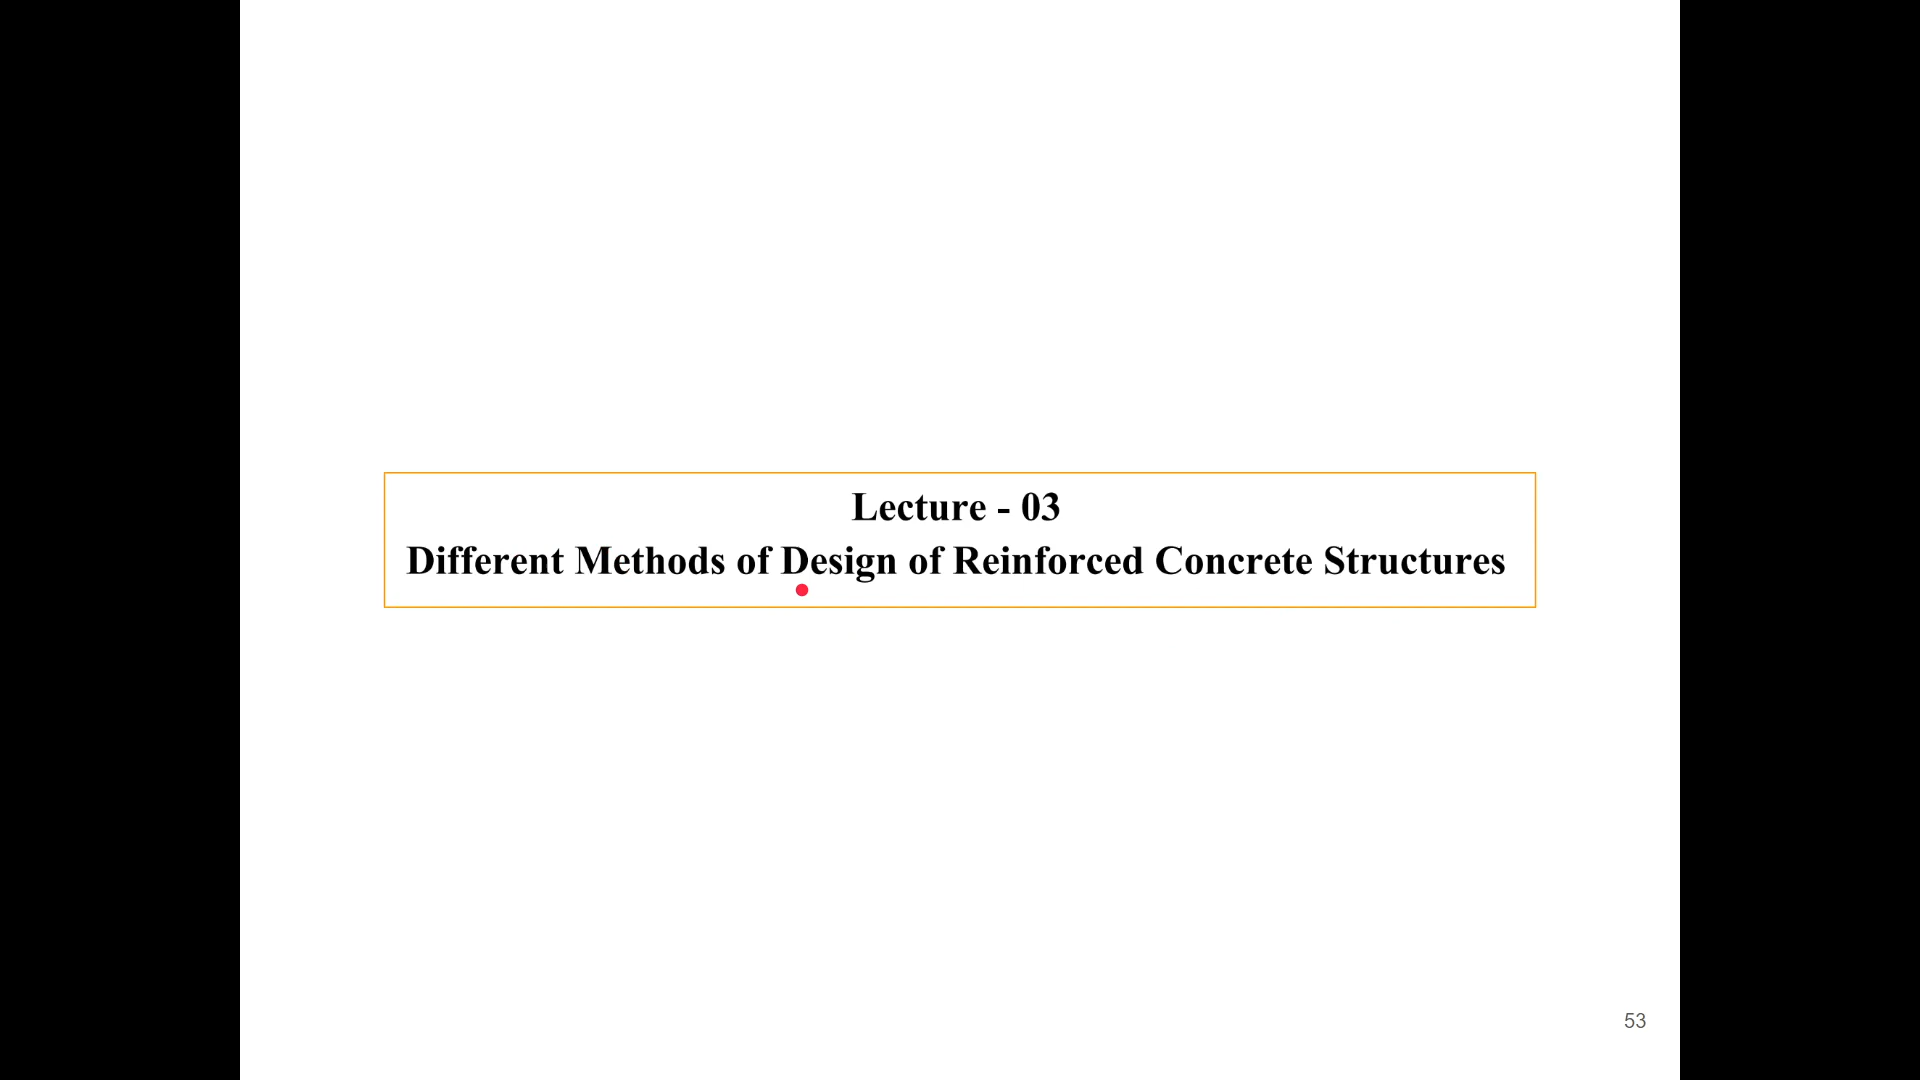 Lecture - 03
Different Methods of Design of Reinforced Concrete Structures
53